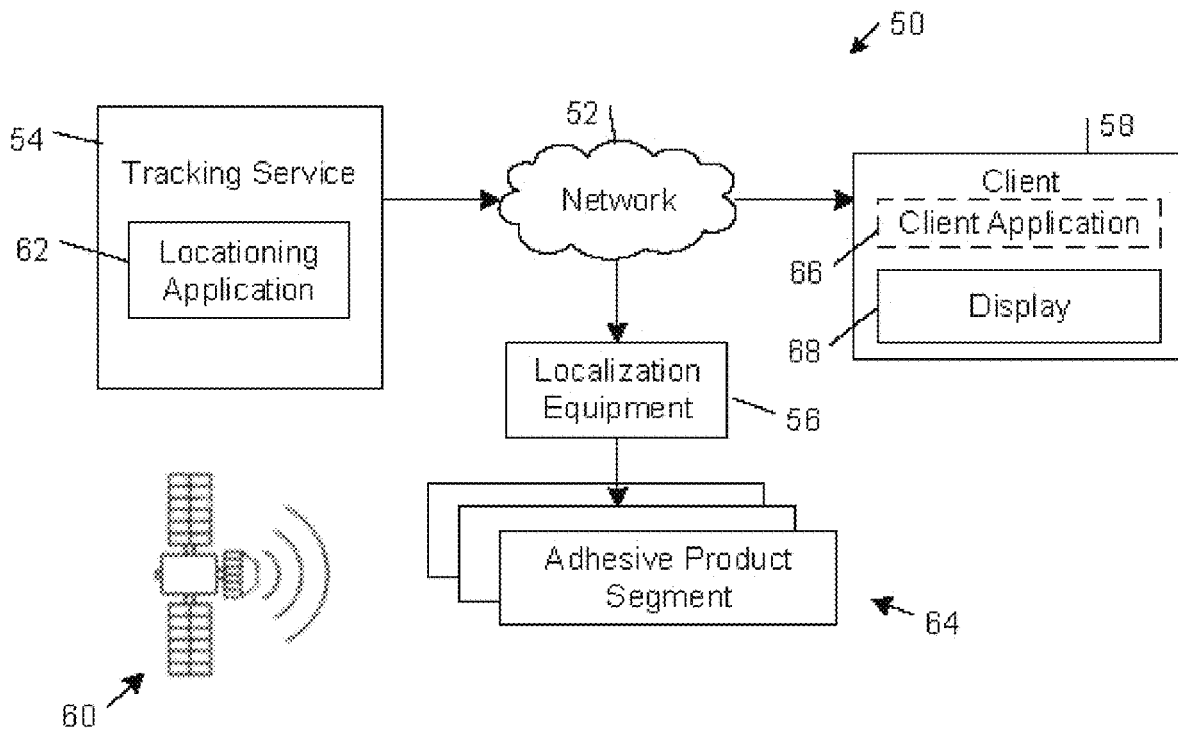 50
54
Tracking Service
62
Locationing
Application
52
Network
58
Client
Client Application
66
Display
68
Localization
Equipment
56
Adhesive Product
Segment
64
60